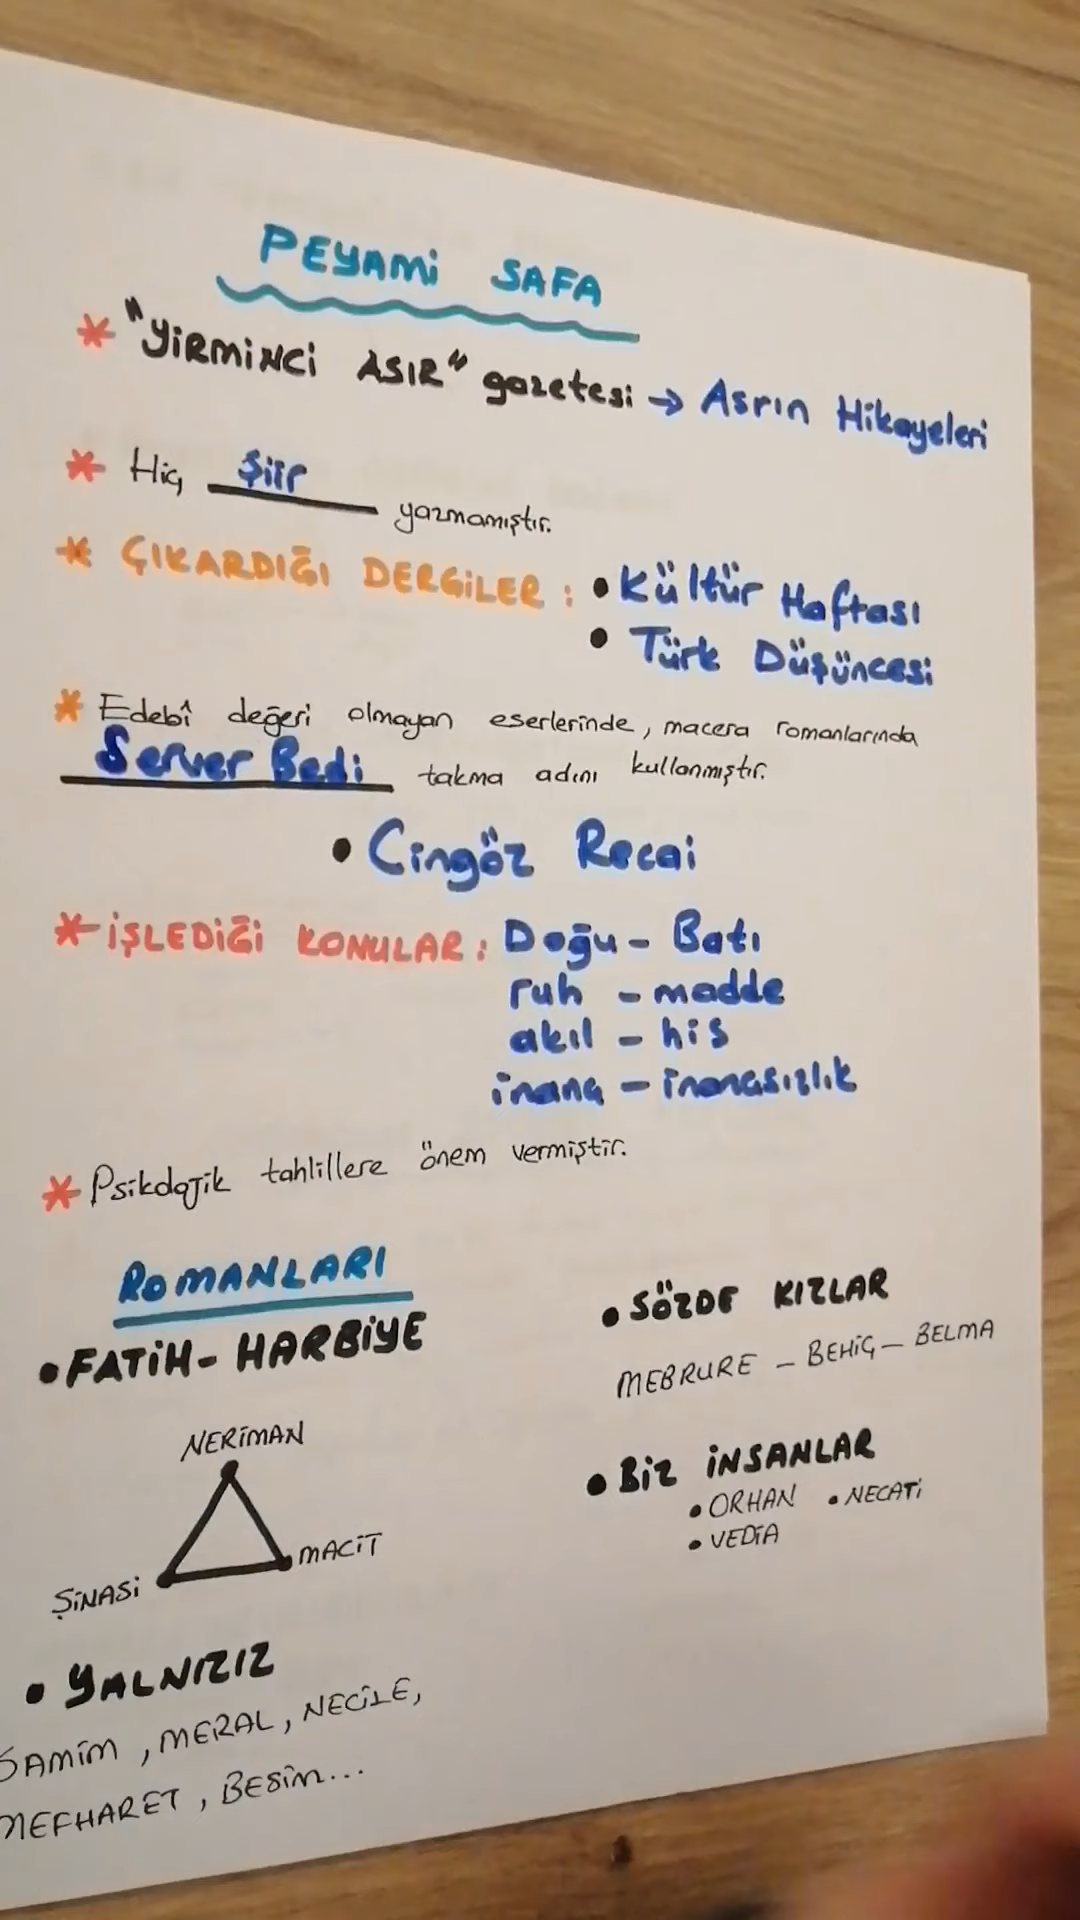 PEYAMİ SAFA
* "YİRMİNCİ ASIR" gazetesi → Asrın Hikayeleri
* Hiç şiir yazmamıştır.
* ÇIKARDIĞI DERGİLER : • Kültür Haftası
• Türk Düşüncesi
* Edebî değeri olmayan eserlerinde, macera romanlarında
Server Bedi takma adını kullanmıştır.
• Cingöz Recai
* İŞLEDİĞİ KONULAR : Doğu - Batı
ruh - madde
akıl - his
inanç - inançsızlık
* Psikolojik tahlillere önem vermiştir.
ROMANLARI
• FATİH - HARBİYE
NERİMAN
MACİT
ŞİNASİ
• YALNIZIZ
SAMİM, MERAL, NECİLE,
MEFHARET, BESİM...
• SÖZDE KIZLAR
MEBRURE - BEHİÇ - BELMA
• BİZ İNSANLAR
• ORHAN • NECATİ
• VEDİA